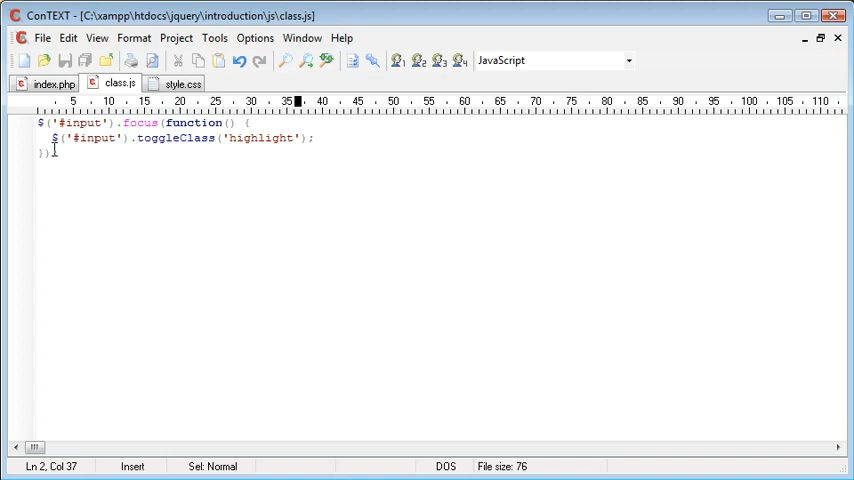 ConTEXT - [C:\xampp\htdocs\jquery\introduction\js\class.js]
File Edit View Format Project Tools Options Window Help
JavaScript
index.php class.js style.css
5 10 15 20 25 30 35 40 45 50 55 60 65 70 75 80 85 90 95 100 105 110
$('#input').focus(function() {
$('#input').toggleClass('highlight');
})
Ln 2, Col 37 Insert Sel: Normal DOS File size: 76